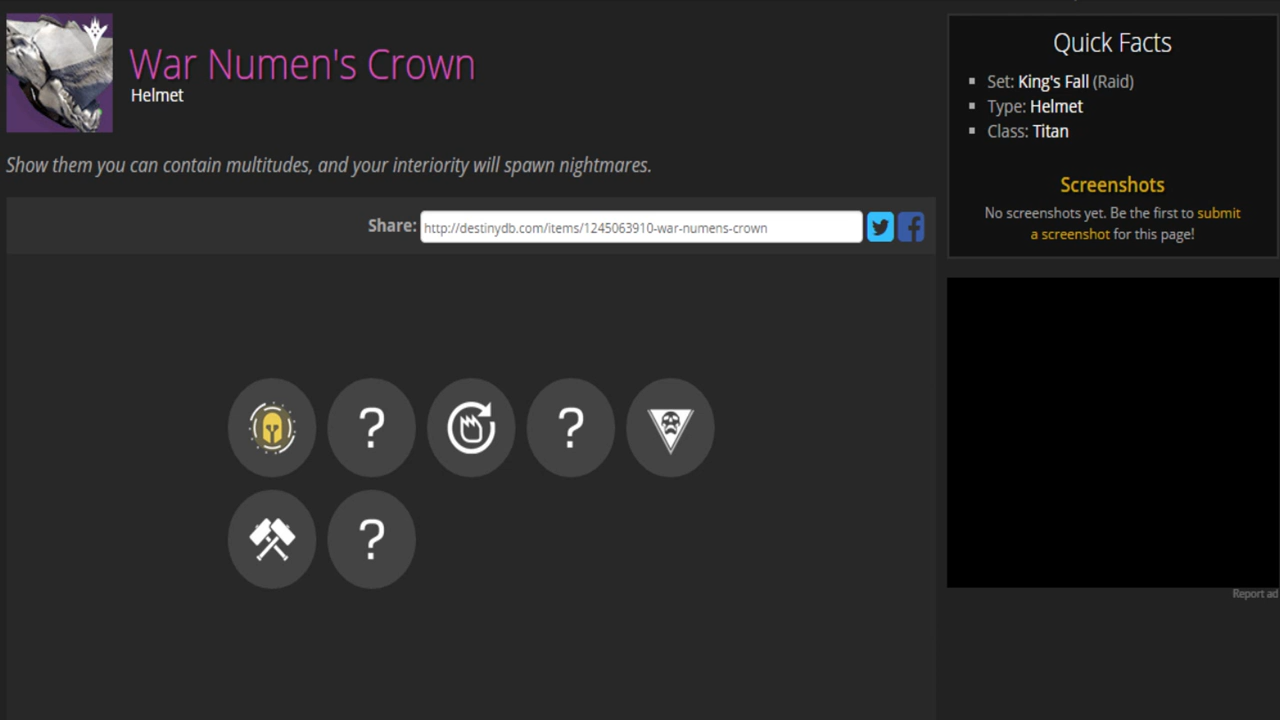 War Numen's Crown
Helmet
Show them you can contain multitudes, and your interiority will spawn nightmares.
Share: http://destinydb.com/items/1245063910-war-numens-crown
? ?
?
Quick Facts
Set: King's Fall (Raid)
Type: Helmet
Class: Titan
Screenshots
No screenshots yet. Be the first to submit
a screenshot for this page!
Report ad